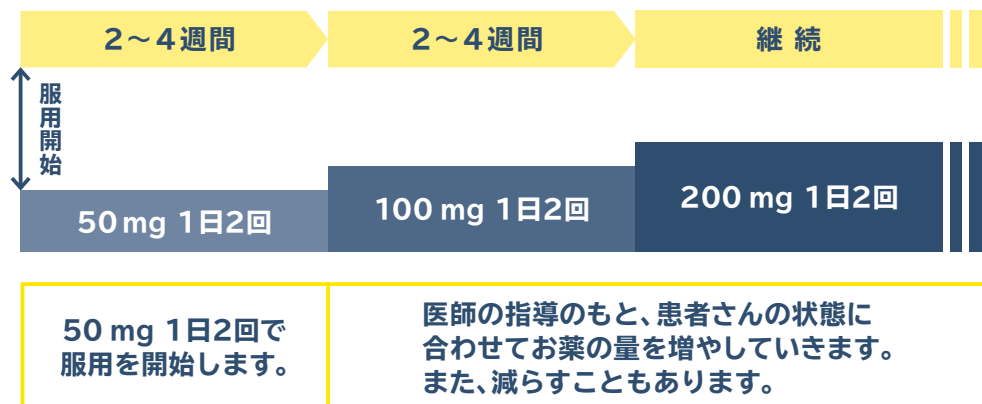 2〜4週間
2〜4週間
継続
服用開始
50mg 1日2回
100mg 1日2回
200mg 1日2回
50mg 1日2回で
服用を開始します。
医師の指導のもと、患者さんの状態に
合わせてお薬の量を増やしていきます。
また、減らすこともあります。